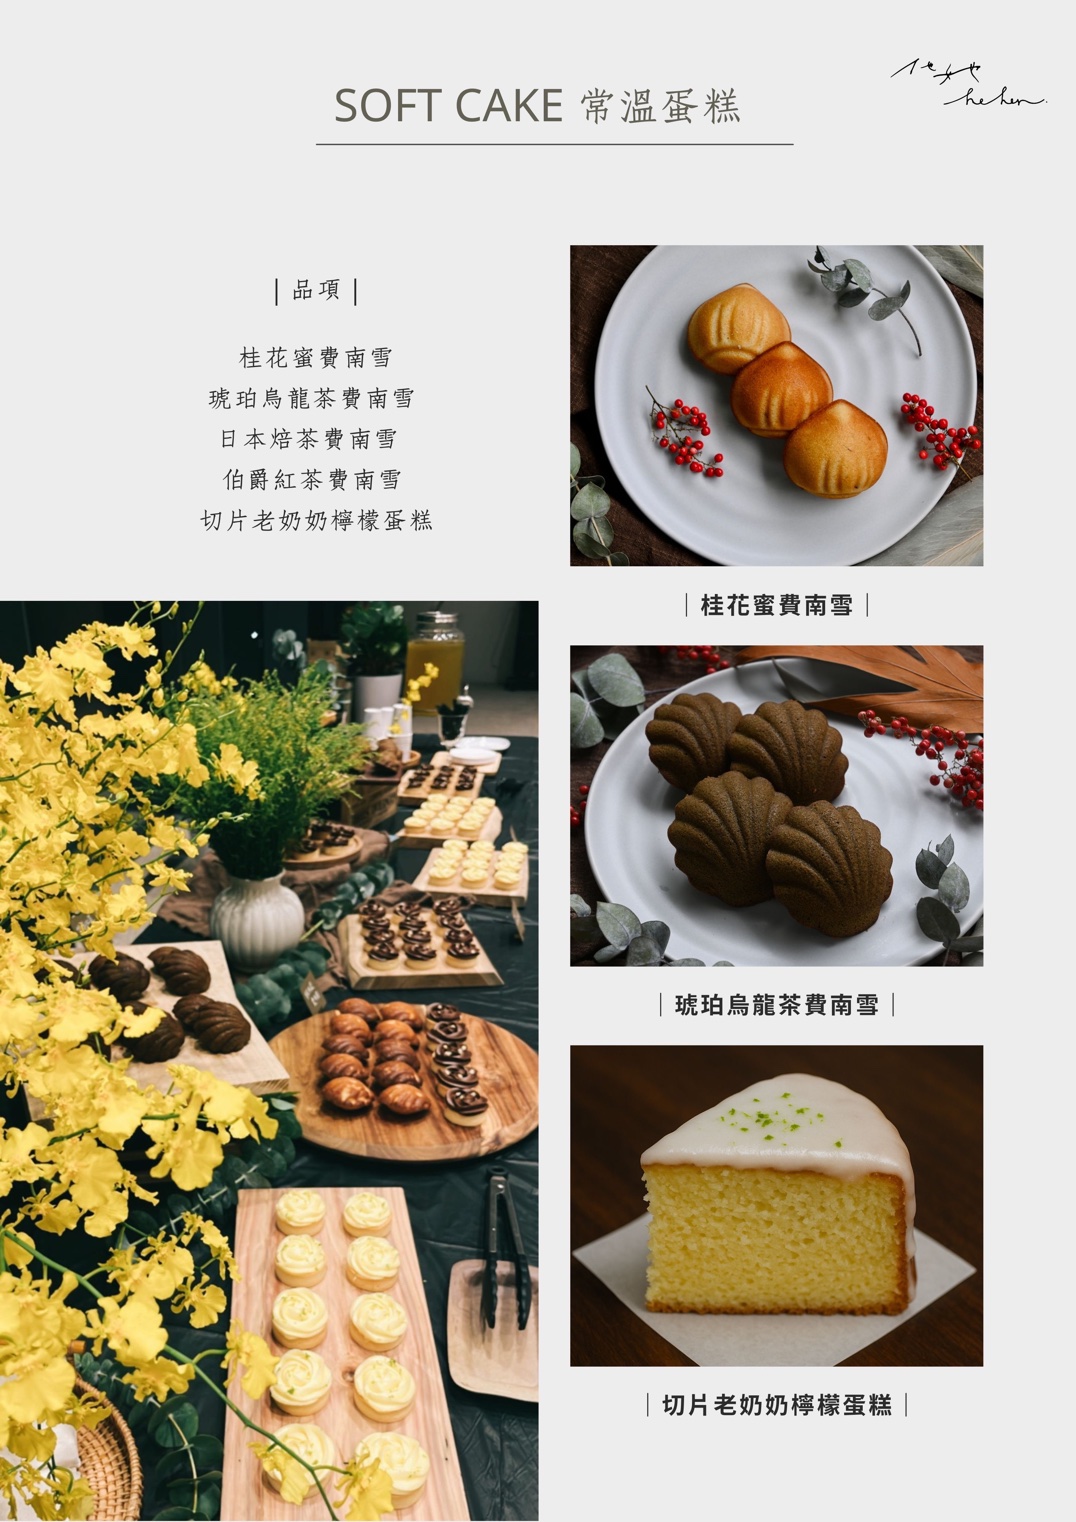 他她
hehen.
SOFT CAKE 常溫蛋糕
| 品項 |
桂花蜜費南雪
琥珀烏龍茶費南雪
日本焙茶費南雪
伯爵紅茶費南雪
切片老奶奶檸檬蛋糕
| 桂花蜜費南雪 |
| 琥珀烏龍茶費南雪 |
| 切片老奶奶檸檬蛋糕 |